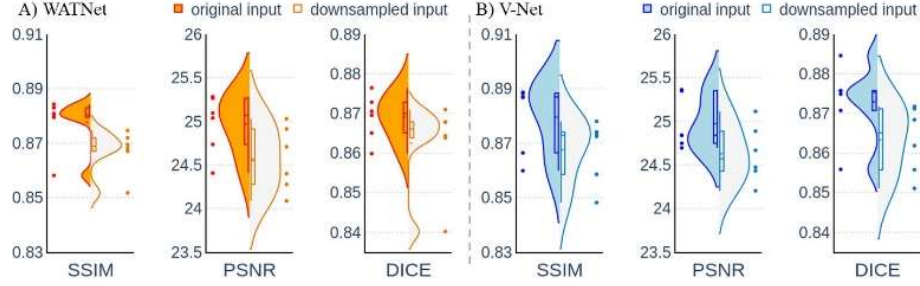 A) WATNet
original input
downsampled input
B) V-Net
original input
downsampled input
0.91
0.89
0.87
0.85
0.83
SSIM
26
25.5
25
24.5
24
23.5
PSNR
0.89
0.88
0.87
0.86
0.85
0.84
DICE
0.91
0.89
0.87
0.85
0.83
SSIM
26
25.5
25
24.5
24
23.5
PSNR
0.89
0.88
0.87
0.86
0.85
0.84
DICE